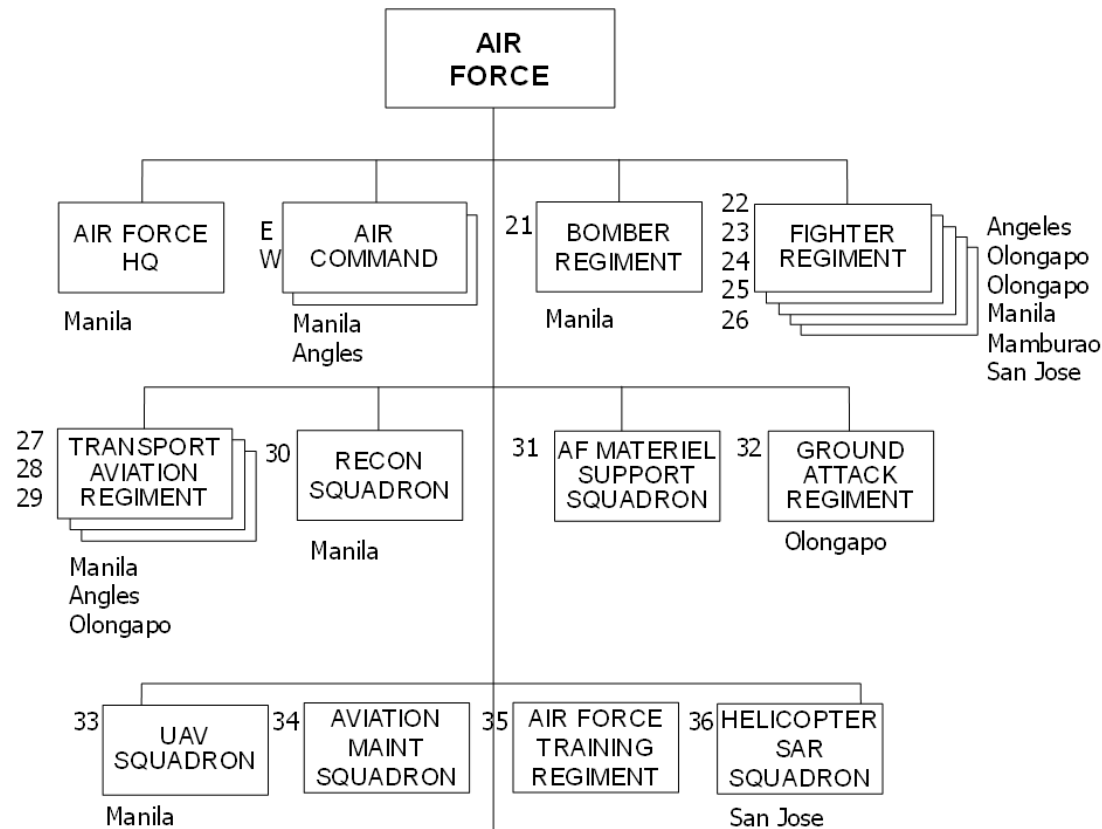 AIR
FORCE
AIR FORCE
HQ
Manila
E
W
AIR
COMMAND
Manila
Angles
21
BOMBER
REGIMENT
Manila
22
23
24
25
26
FIGHTER
REGIMENT
Angeles
Olongapo
Olongapo
Manila
Mamburao
San Jose
27
28
29
TRANSPORT
AVIATION
REGIMENT
Manila
Angles
Olongapo
30
RECON
SQUADRON
Manila
31
AF MATERIEL
SUPPORT
SQUADRON
32
GROUND
ATTACK
REGIMENT
Olongapo
33
UAV
SQUADRON
Manila
34
AVIATION
MAINT
SQUADRON
35
AIR FORCE
TRAINING
REGIMENT
36
HELICOPTER
SAR
SQUADRON
San Jose